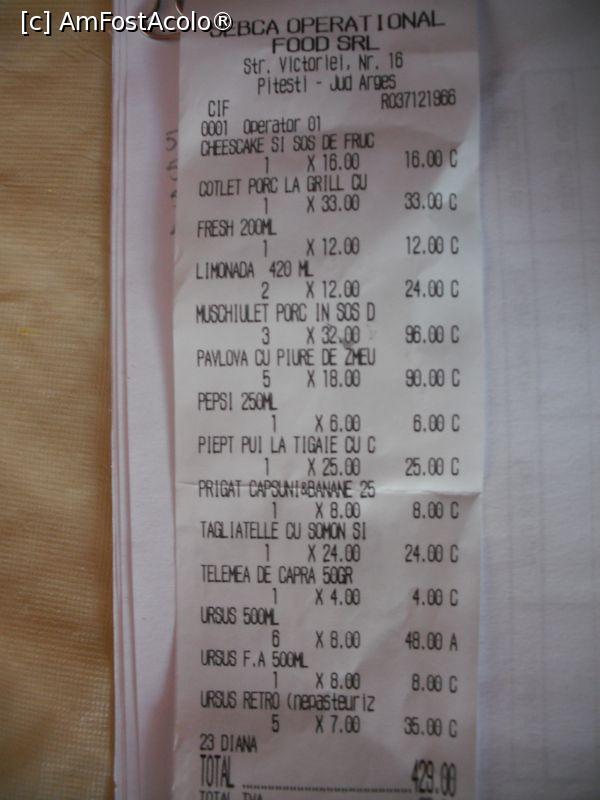 [c] AmFostAcolo®
SEBCA OPERATIONAL
FOOD SRL
Str. Victoriei, Nr. 16
Pitesti - Jud Arges
CIF RO37121966
0001 Operator 01
CHEESCAKE SI SOS DE FRUC
1 X 16.00 16.00 C
COTLET PORC LA GRILL CU
1 X 33.00 33.00 C
FRESH 200ML
1 X 12.00 12.00 C
LIMONADA 420 ML
2 X 12.00 24.00 C
MUSCHIULET PORC IN SOS D
3 X 32.00 96.00 C
PAVLOVA CU PIURE DE ZMEU
5 X 18.00 90.00 C
PEPSI 250ML
1 X 6.00 6.00 C
PIEPT PUI LA TIGAIE CU C
1 X 25.00 25.00 C
PRIGAT CAPSUNI&BANANE 25
1 X 8.00 8.00 C
TAGLIATELLE CU SOMON SI
1 X 24.00 24.00 C
TELEMEA DE CAPRA 50GR
1 X 4.00 4.00 C
URSUS 500ML
6 X 8.00 48.00 A
URSUS F.A 500ML
1 X 8.00 8.00 C
URSUS RETRO (nepasteuriz
5 X 7.00 35.00 C
23 DIANA
TOTAL 429.00
TOTAL TVA